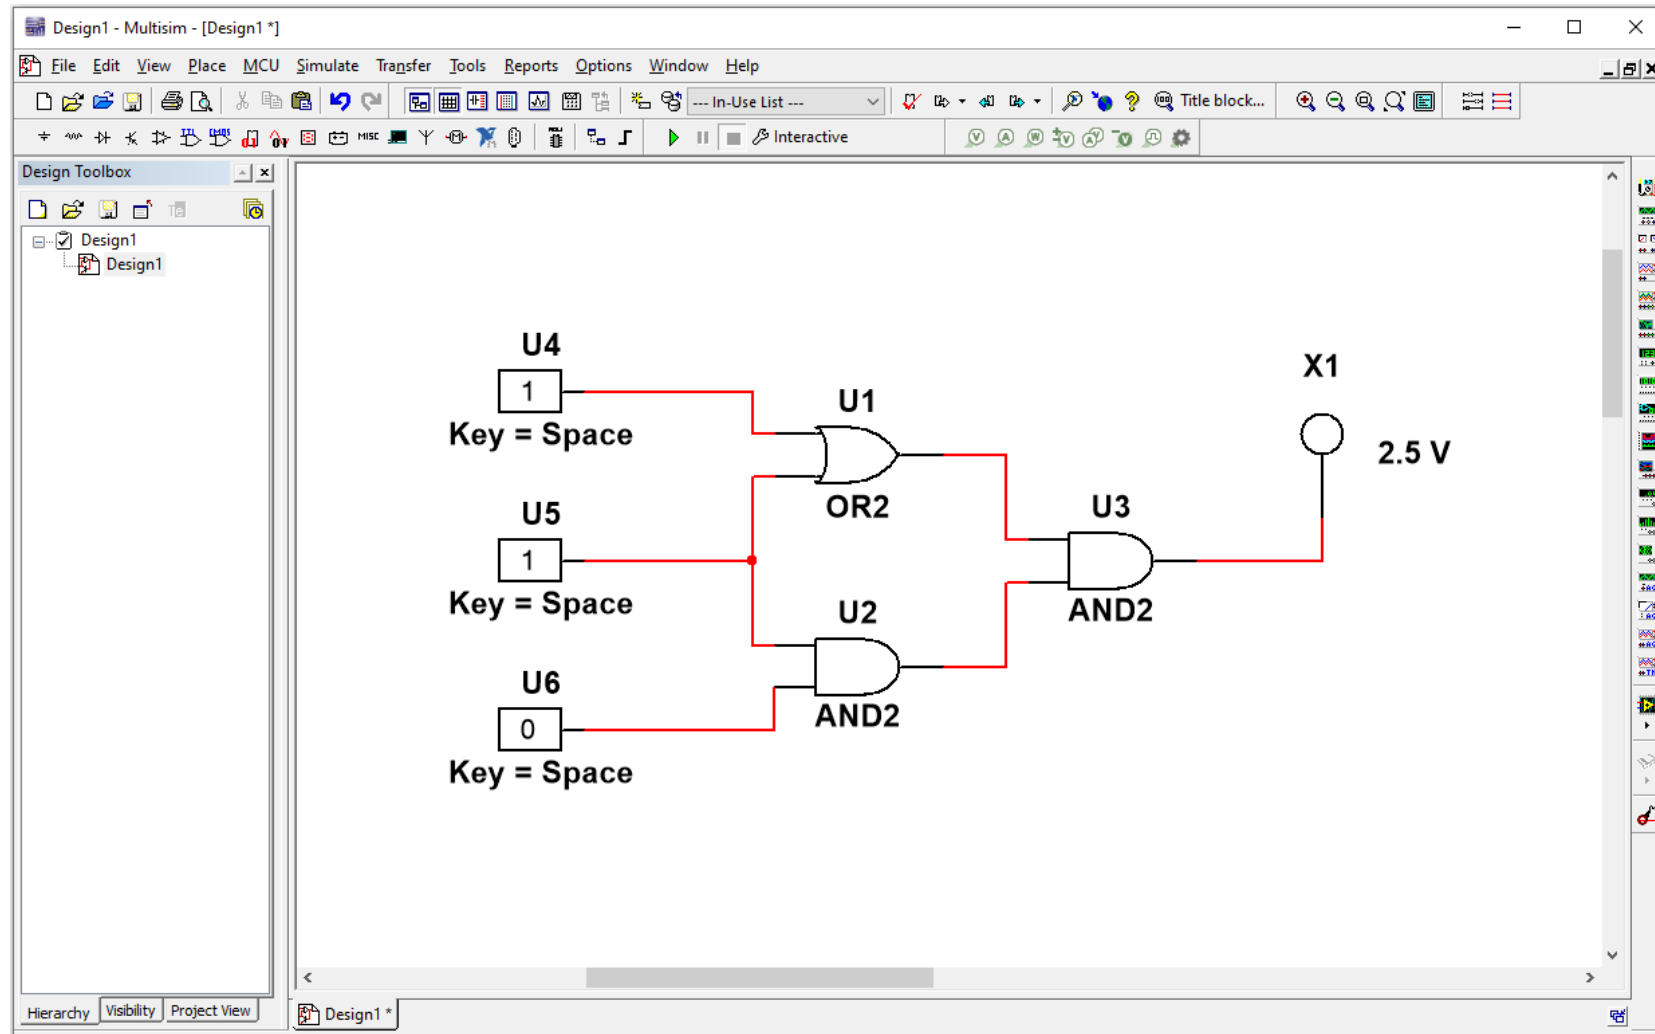 Design1 - Multisim - [Design1 *]
File Edit View Place MCU Simulate Transfer Tools Reports Options Window Help
--- In-Use List ---
Title block...
MISC
Interactive
Design Toolbox
Design1
Design1
U4
1
Key = Space
U5
1
Key = Space
U6
0
Key = Space
U1
OR2
U2
AND2
U3
AND2
X1
2.5 V
Hierarchy Visibility Project View
Design1 *